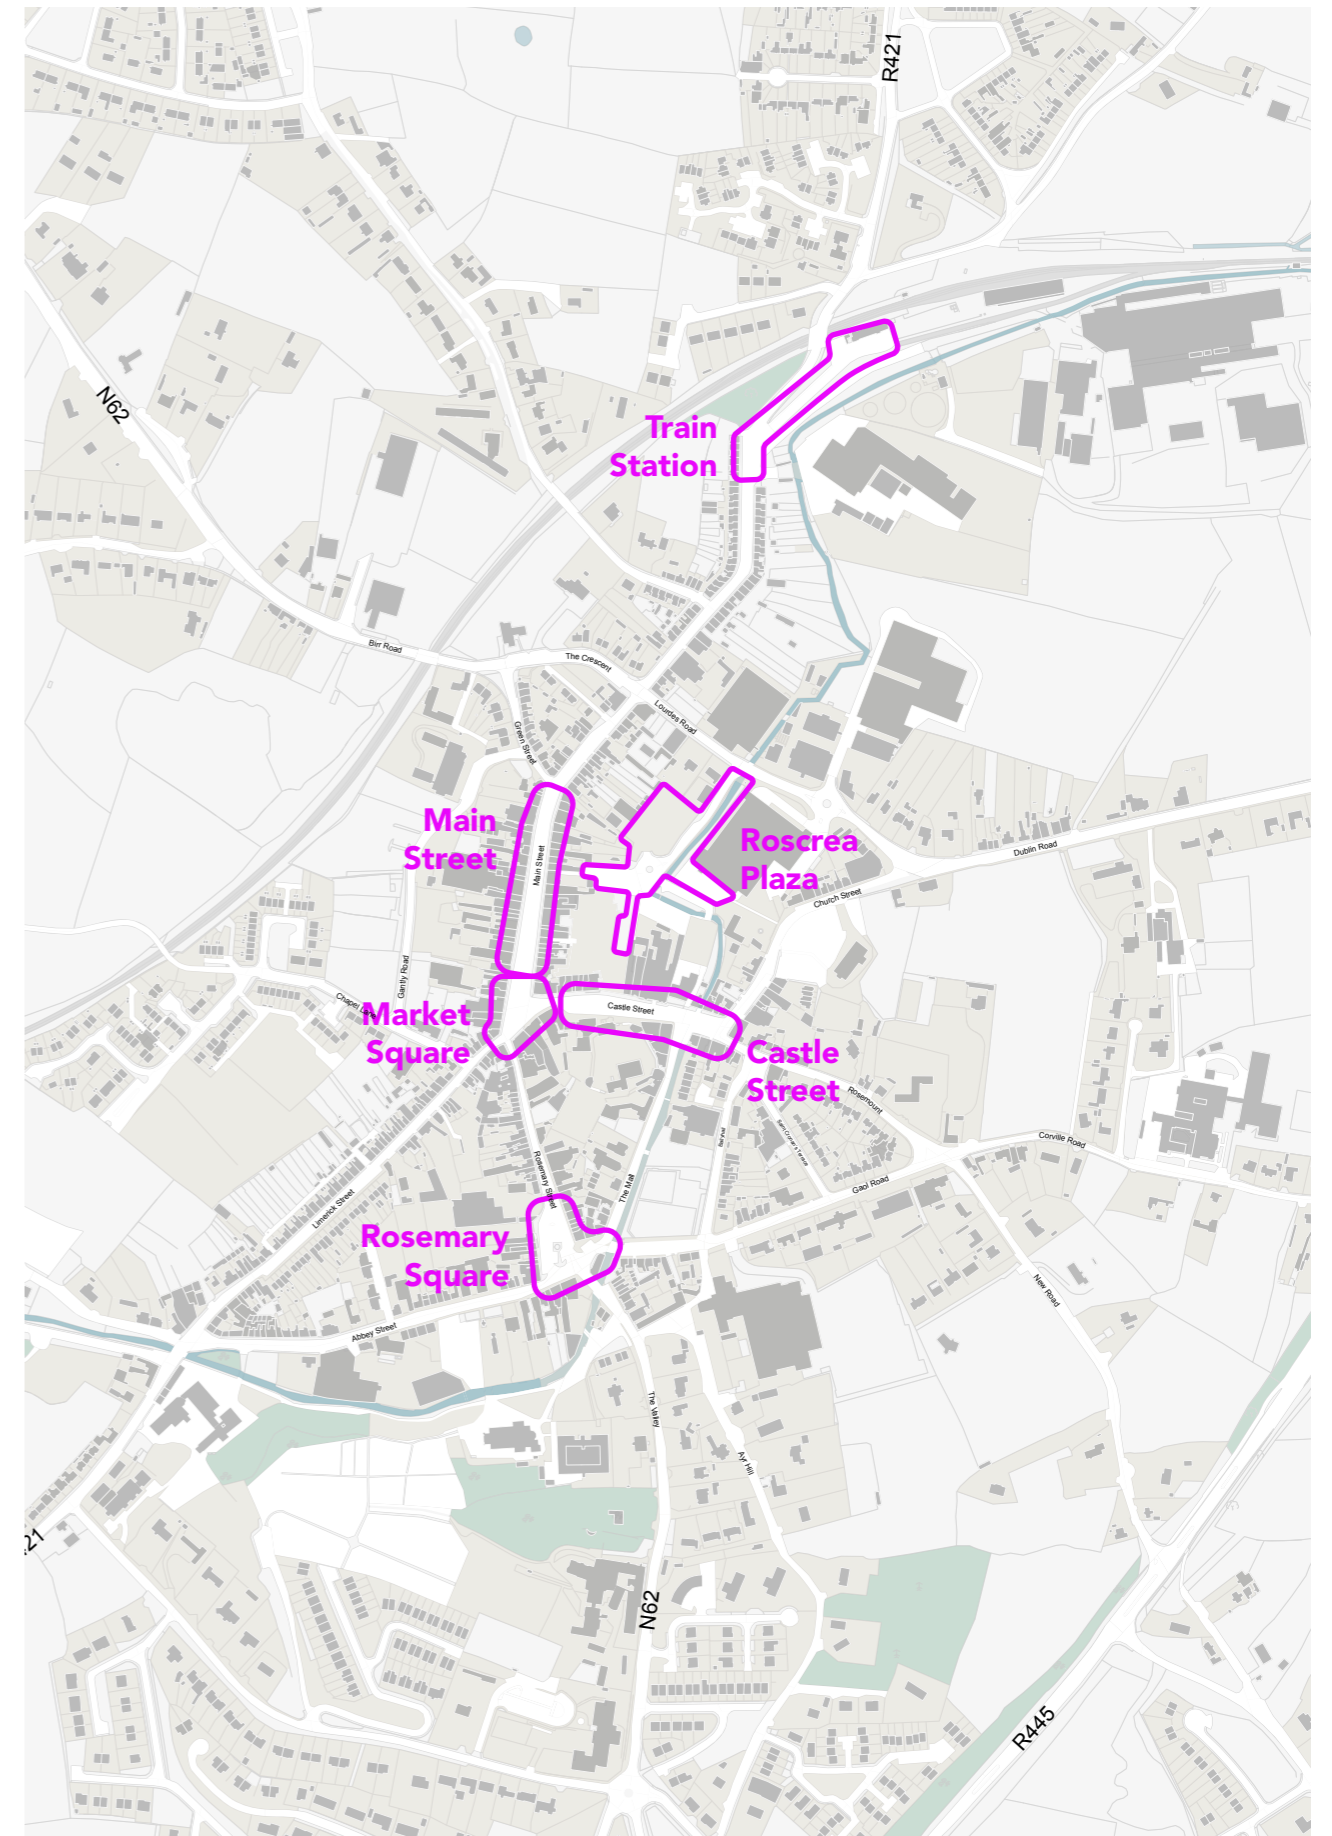 R421
N62
Train
Station
Birr Road
The Crescent
Lourdes Road
Green Street
Main
Street
Main Street
Roscrea
Plaza
Dublin Road
Church Street
Gantly Road
Chapel Lane
Market
Square
Castle Street
Castle
Street
Rosemount
Corville Road
Gaol Road
Rosemary Street
The Mall
Limerick Street
Rosemary
Square
New Road
Abbey Street
The Valley
Ayr Hill
N62
R445